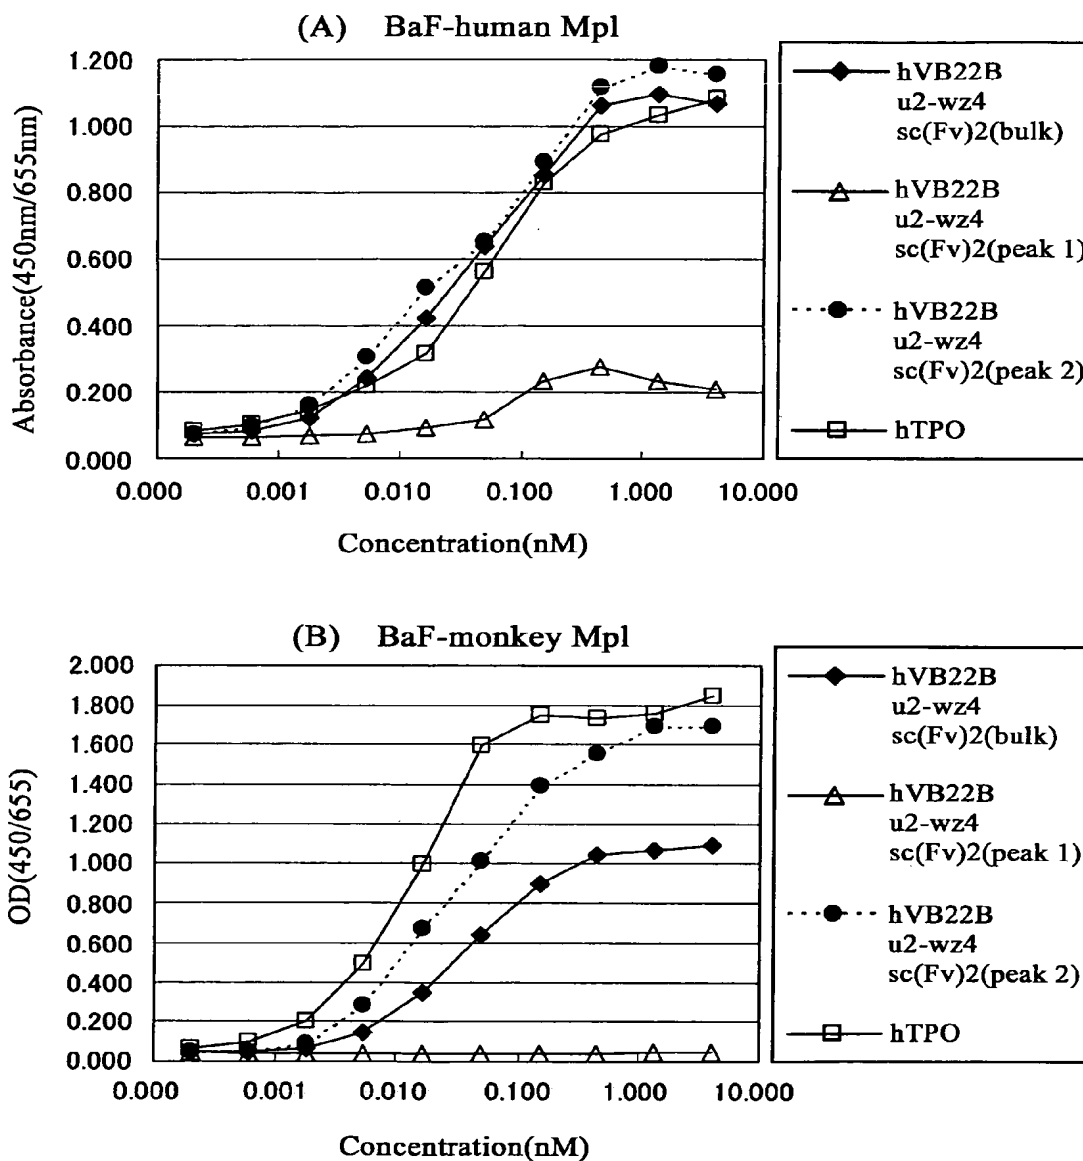 (A) BaF-human Mpl
Absorbance(450nm/655nm)
1.200
1.000
0.800
0.600
0.400
0.200
0.000
0.000 0.001 0.010 0.100 1.000 10.000
Concentration(nM)
hVB22B
u2-wz4
sc(Fv)2(bulk)
hVB22B
u2-wz4
sc(Fv)2(peak 1)
hVB22B
u2-wz4
sc(Fv)2(peak 2)
hTPO
(B) BaF-monkey Mpl
OD(450/655)
2.000
1.800
1.600
1.400
1.200
1.000
0.800
0.600
0.400
0.200
0.000
0.000 0.001 0.010 0.100 1.000 10.000
Concentration(nM)
hVB22B
u2-wz4
sc(Fv)2(bulk)
hVB22B
u2-wz4
sc(Fv)2(peak 1)
hVB22B
u2-wz4
sc(Fv)2(peak 2)
hTPO